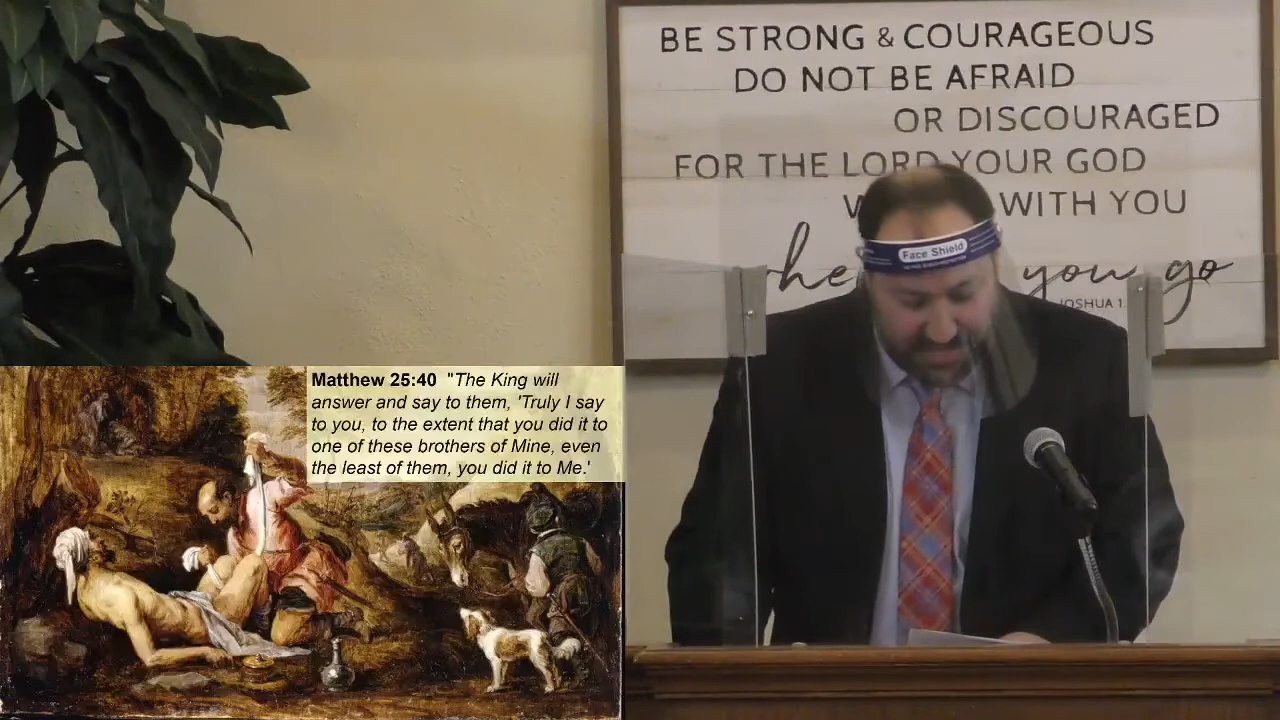 BE STRONG & COURAGEOUS
DO NOT BE AFRAID
OR DISCOURAGED
FOR THE LORD YOUR GOD
WITH YOU
you go
JOSHUA 1
Face Shield
Matthew 25:40 "The King will
answer and say to them, 'Truly I say
to you, to the extent that you did it to
one of these brothers of Mine, even
the least of them, you did it to Me.'